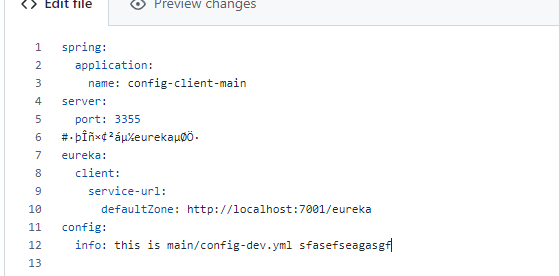 Edit file
Preview changes
1 spring:
2 application:
3 name: config-client-main
4 server:
5 port: 3355
6 #·þÎñ×¢²áµ½eurekaµØÖ·
7 eureka:
8 client:
9 service-url:
10 defaultZone: http://localhost:7001/eureka
11 config:
12 info: this is main/config-dev.yml sfasefseagasgf
13